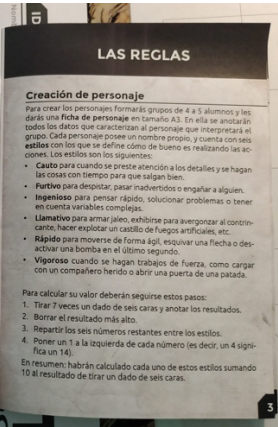 LAS REGLAS
Creación de personaje
Para crear los personajes formarás grupos de 4 a 5 alumnos y les
darás una ficha de personaje en tamaño A3. En ella se anotarán
todos los datos que caracterizan al personaje que interpretará el
grupo. Cada personaje posee un nombre propio, y cuenta con seis
estilos con los que se define cómo de bueno es realizando las ac-
ciones. Los estilos son los siguientes:
• Cauto para cuando se preste atención a los detalles y se hagan
las cosas con tiempo para que salgan bien.
• Furtivo para despistar, pasar inadvertidos o engañar a alguien.
• Ingenioso para pensar rápido, solucionar problemas o tener
en cuenta variables complejas.
• Llamativo para armar jaleo, exhibirse para avergonzar al contrin-
cante, hacer explotar un castillo de fuegos artificiales, etc.
• Rápido para moverse de forma ágil, esquivar una flecha o des-
activar una bomba en el último segundo.
• Vigoroso cuando se hagan trabajos de fuerza, como cargar
con un compañero herido o abrir una puerta de una patada.
Para calcular su valor deberán seguirse estos pasos:
1. Tirar 7 veces un dado de seis caras y anotar los resultados.
2. Borrar el resultado más alto.
3. Repartir los seis números restantes entre los estilos.
4. Poner un 1 a la izquierda de cada número (es decir, un 4 signi-
fica un 14).
En resumen: habrán calculado cada uno de estos estilos sumando
10 al resultado de tirar un dado de seis caras.
3